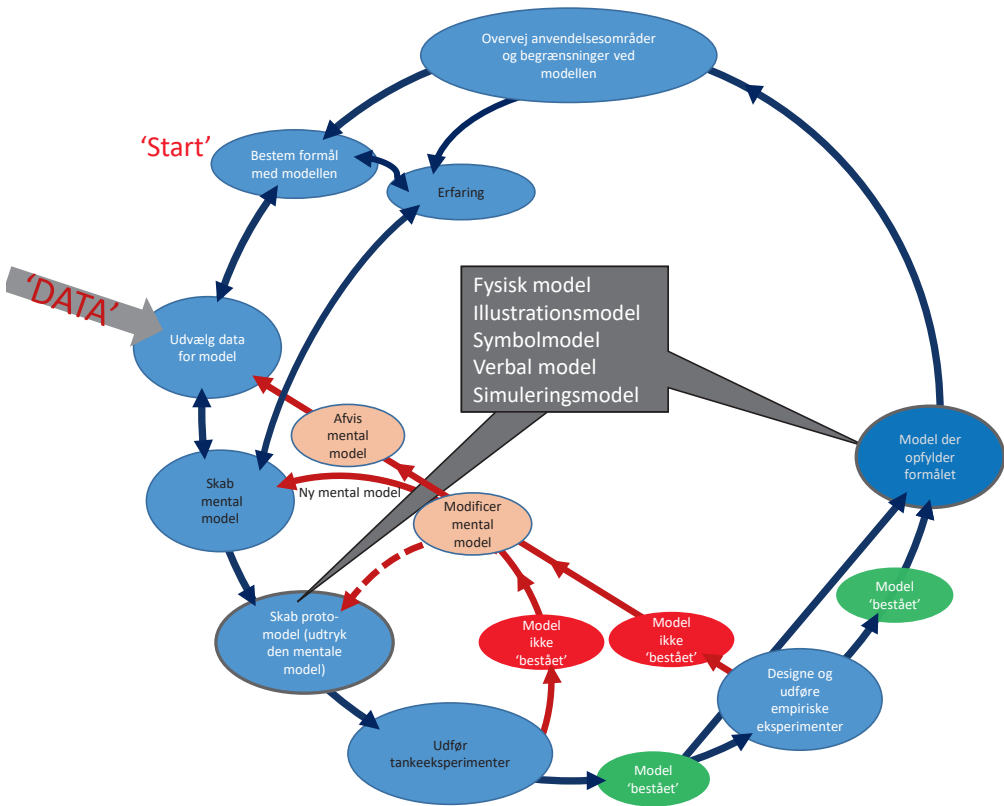 Overvej anvendelsesområder
og begrænsninger ved
modellen
'Start'
Bestem formål
med modellen
Erfaring
'DATA'
Udvælg data
for model
Fysisk model
Illustrationsmodel
Symbolmodel
Verbal model
Simuleringsmodel
Afvis
mental
model
Model der
opfylder
formålet
Skab
mental
model
Ny mental model
Modificer
mental
model
Model
'bestået'
Skab proto-
model (udtryk
den mentale
model)
Model
ikke
'bestået'
Model
ikke
'bestået'
Designe og
udføre
empiriske
eksperimenter
Udfør
tankeeksperimenter
Model
'bestået'